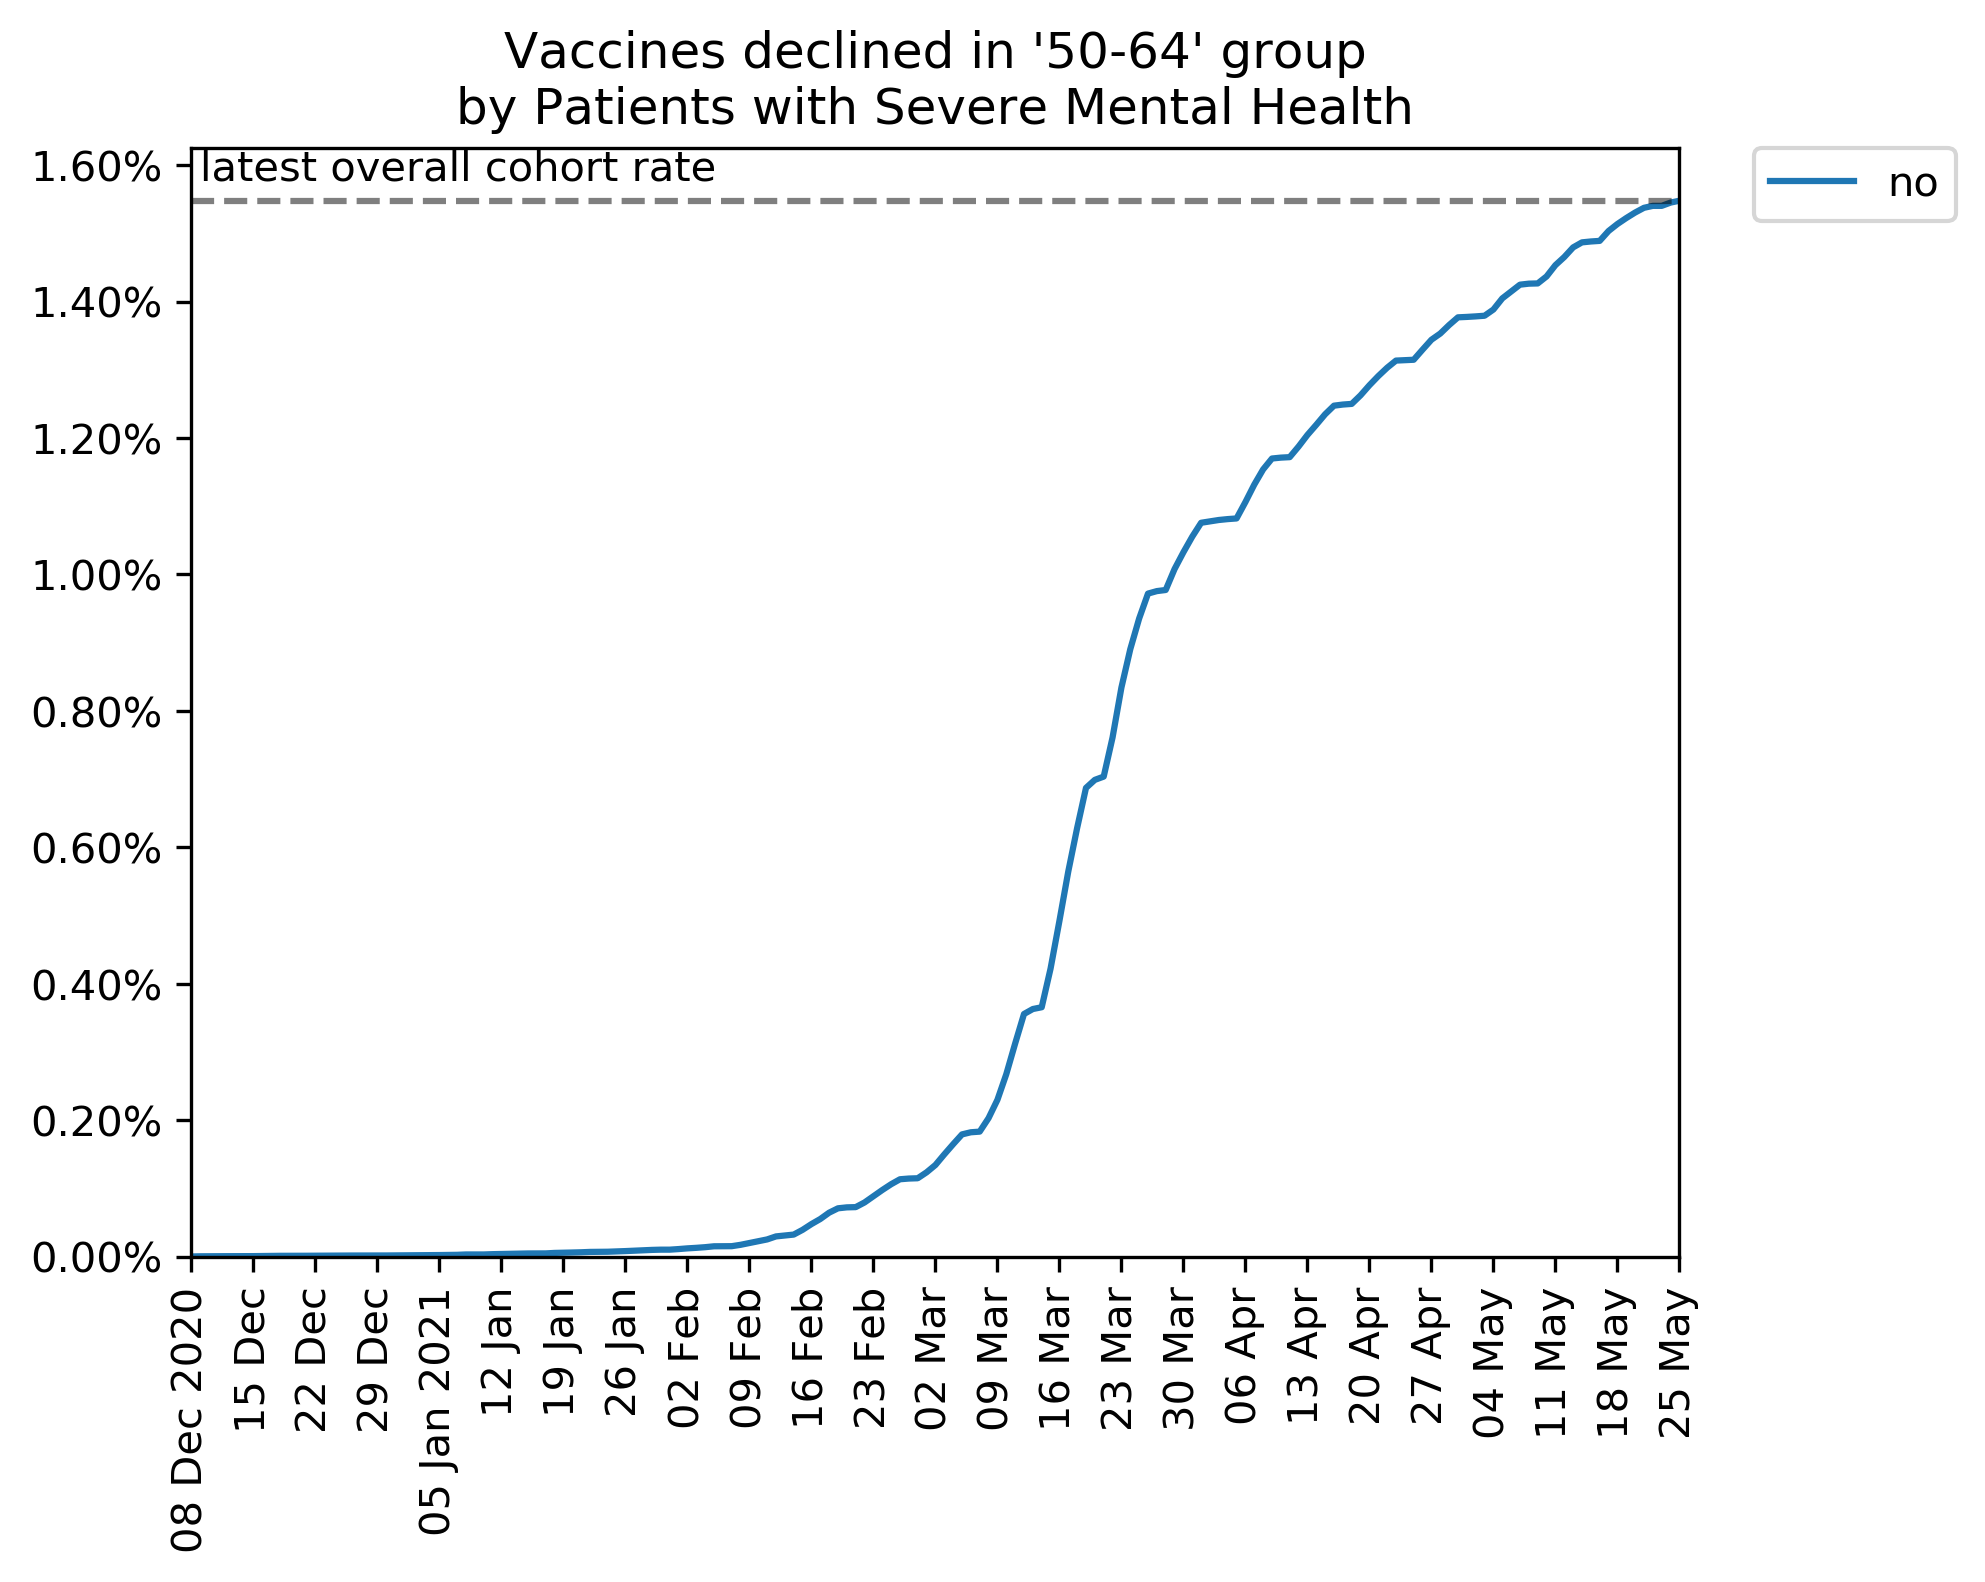 Vaccines declined in '50-64' group
by Patients with Severe Mental Health
latest overall cohort rate
no
1.60%
1.40%
1.20%
1.00%
0.80%
0.60%
0.40%
0.20%
0.00%
08 Dec 2020
15 Dec
22 Dec
29 Dec
05 Jan 2021
12 Jan
19 Jan
26 Jan
02 Feb
09 Feb
16 Feb
23 Feb
02 Mar
09 Mar
16 Mar
23 Mar
30 Mar
06 Apr
13 Apr
20 Apr
27 Apr
04 May
11 May
18 May
25 May